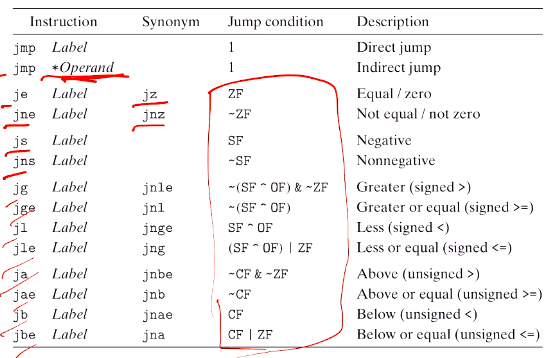 Instruction Synonym Jump condition Description
jmp Label 1 Direct jump
jmp *Operand 1 Indirect jump
je Label jz ZF Equal / zero
jne Label jnz ~ZF Not equal / not zero
js Label SF Negative
jns Label ~SF Nonnegative
jg Label jnle ~(SF ^ OF) & ~ZF Greater (signed >)
jge Label jnl ~(SF ^ OF) Greater or equal (signed >=)
jl Label jnge SF ^ OF Less (signed <)
jle Label jng (SF ^ OF) | ZF Less or equal (signed <=)
ja Label jnbe ~CF & ~ZF Above (unsigned >)
jae Label jnb ~CF Above or equal (unsigned >=)
jb Label jnae CF Below (unsigned <)
jbe Label jna CF | ZF Below or equal (unsigned <=)